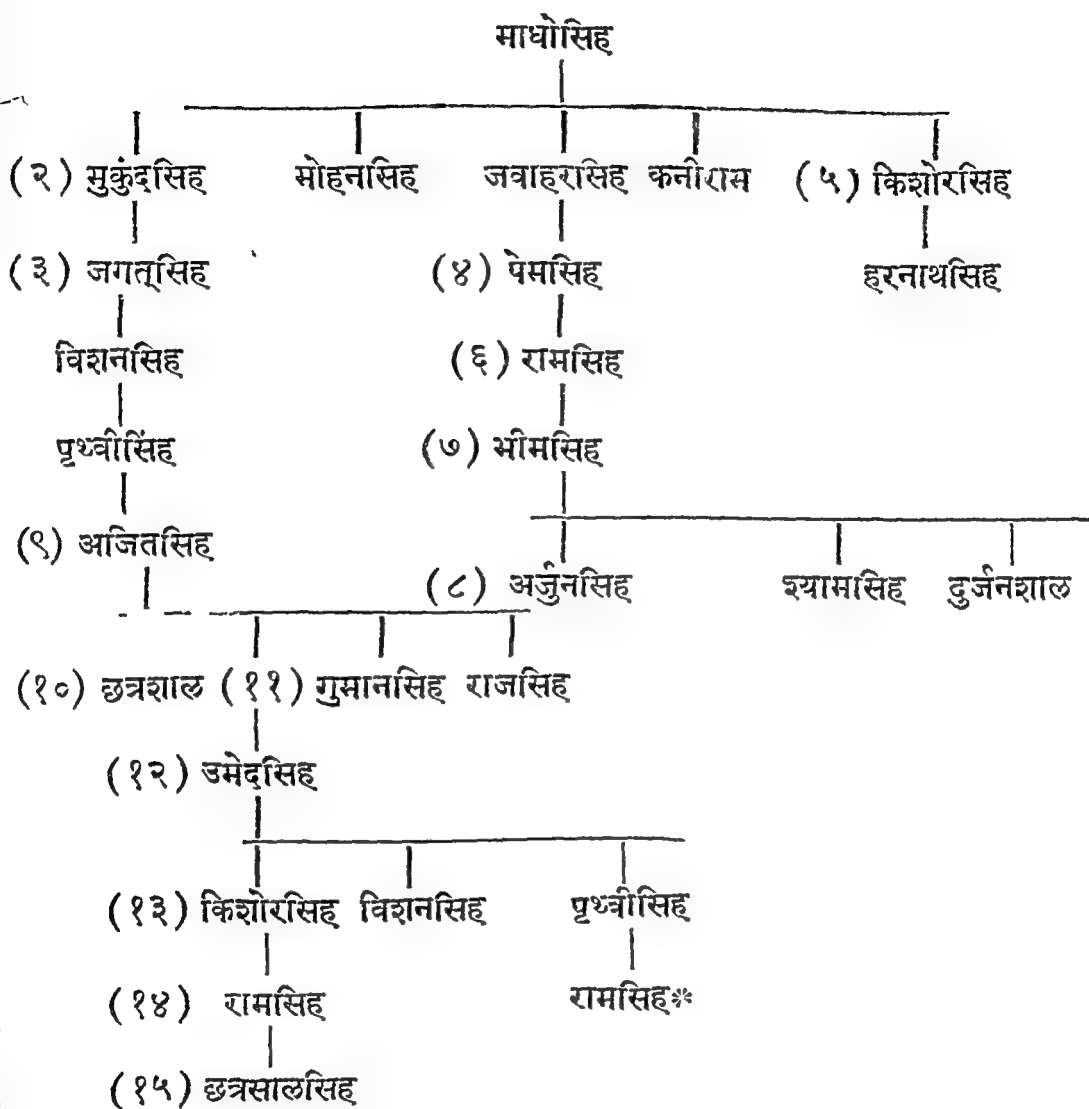 माधोसिह
(२) मुकुंदसिह मोहनसिह जवाहरसिह कनीराम (५) किशोरसिह
(३) जगत्सिह (४) पेमसिह हरनाथसिह
विशनसिह (६) रामसिह
पृथ्वीसिंह (७) भीमसिह
(९) अजितसिह
(८) अर्जुनसिह श्यामसिह दुर्जनशाल
(१०) छत्रशाल (११) गुमानसिह राजसिह
(१२) उमेदसिह
(१३) किशोरसिह विशनसिह पृथ्वीसिह
(१४) रामसिह रामसिह*
(१५) छत्रसालसिह